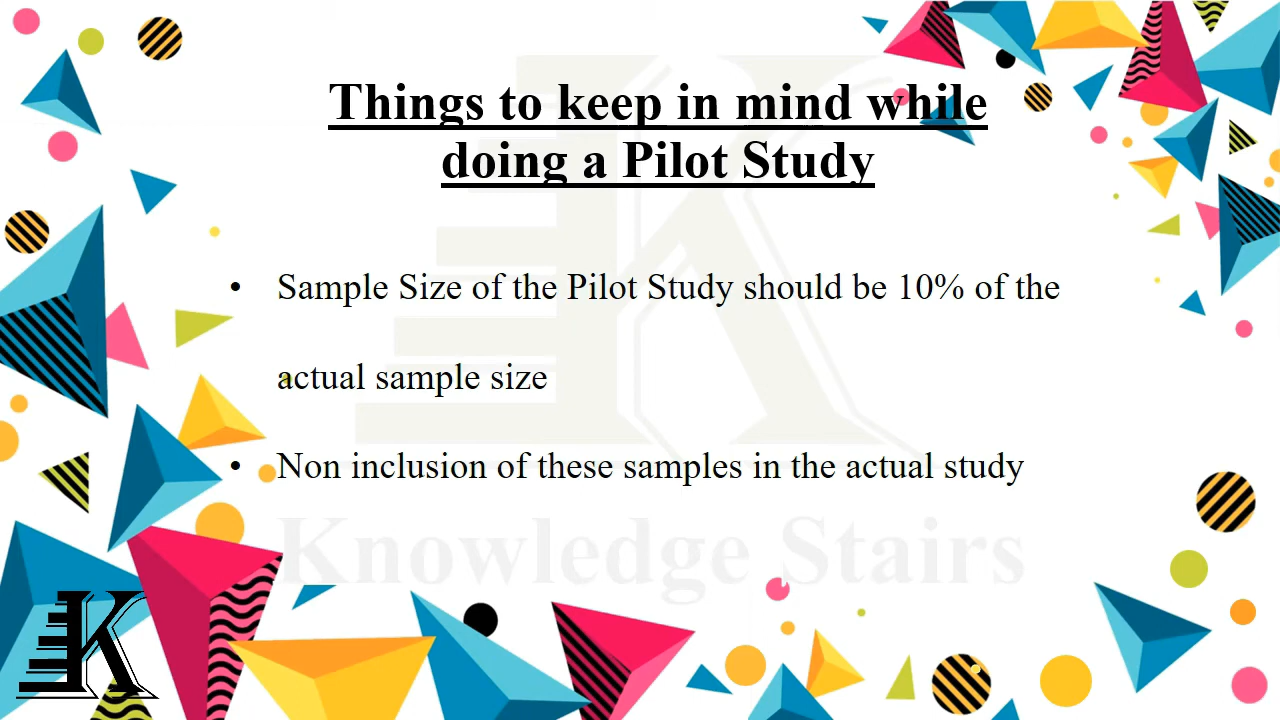 Things to keep in mind while
doing a Pilot Study
• Sample Size of the Pilot Study should be 10% of the
actual sample size
• Non inclusion of these samples in the actual study
Knowledge Stairs
K